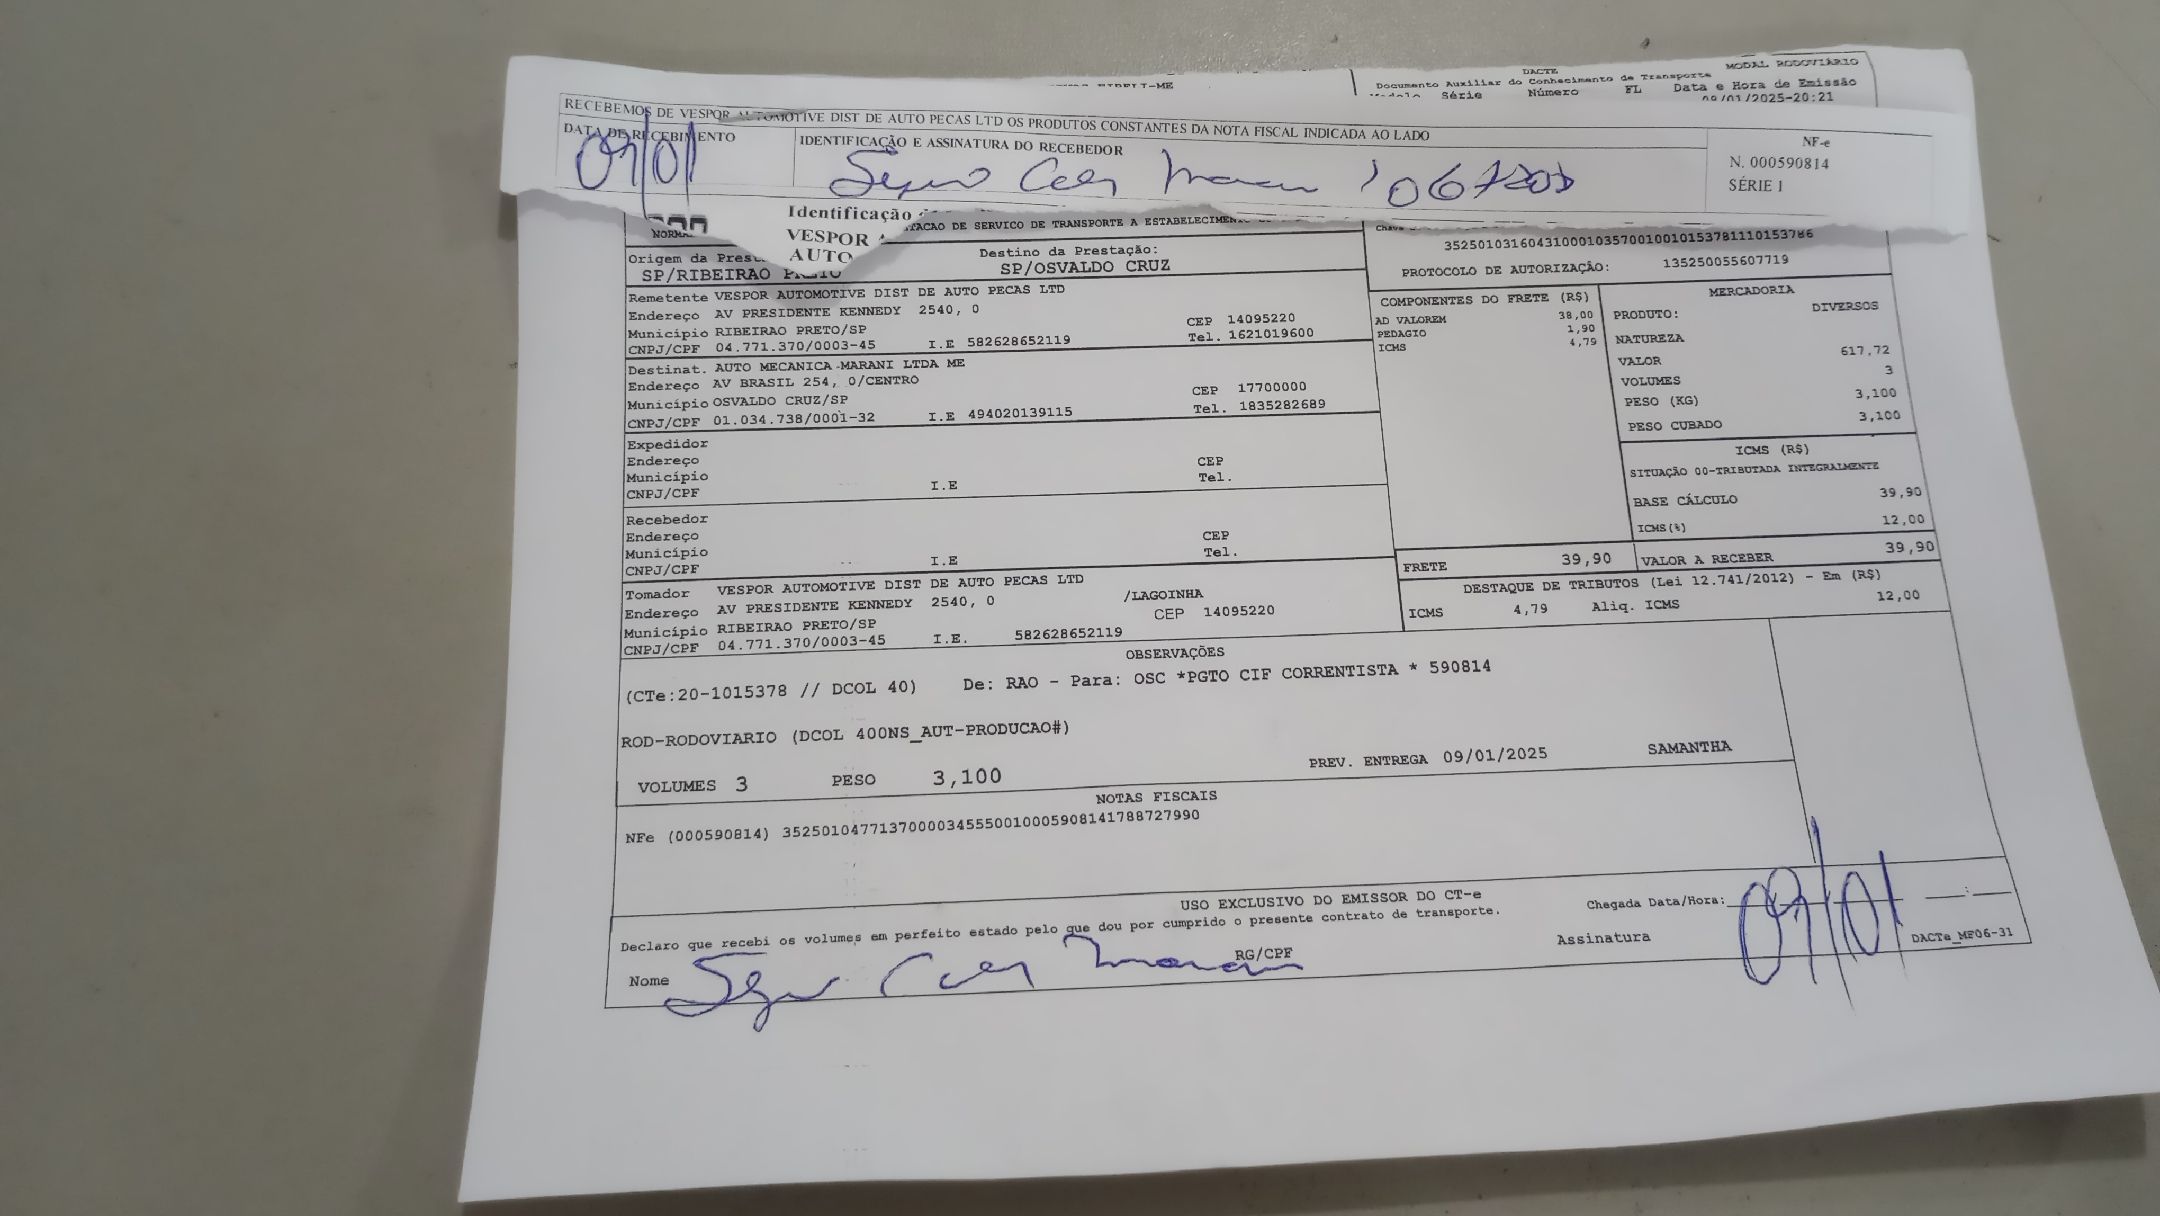 DACTE
MODAL RODOVIÁRIO
Documento Auxiliar do Conhecimento de Transporte
Série Número FL Data e Hora de Emissão
09/01/2025-20:21
RECEBEMOS DE VESPOR AUTOMOTIVE DIST DE AUTO PECAS LTD OS PRODUTOS CONSTANTES DA NOTA FISCAL INDICADA AO LADO
DATA DE RECEBIMENTO
IDENTIFICAÇÃO E ASSINATURA DO RECEBEDOR
NF-e
N. 000590814
SÉRIE 1
09/01
Identificação
VESPOR
AUTO
DE SERVICO DE TRANSPORTE A
Origem da Prest
SP/RIBEIRAO PRETO
Destino da Prestação:
SP/OSVALDO CRUZ
35250103160431000103570010010153781110153786
PROTOCOLO DE AUTORIZAÇÃO: 135250055607719
Remetente VESPOR AUTOMOTIVE DIST DE AUTO PECAS LTD
Endereço AV PRESIDENTE KENNEDY 2540, 0
Município RIBEIRAO PRETO/SP CEP 14095220
CNPJ/CPF 04.771.370/0003-45 I.E 582628652119 Tel. 1621019600
Destinat. AUTO MECANICA MARANI LTDA ME
Endereço AV BRASIL 254, 0/CENTRO
Município OSVALDO CRUZ/SP CEP 17700000
CNPJ/CPF 01.034.738/0001-32 I.E 494020139115 Tel. 1835282689
Expedidor
Endereço CEP
Município Tel.
CNPJ/CPF I.E
Recebedor
Endereço CEP
Município Tel.
CNPJ/CPF I.E
Tomador VESPOR AUTOMOTIVE DIST DE AUTO PECAS LTD
Endereço AV PRESIDENTE KENNEDY 2540, 0 /LAGOINHA
Município RIBEIRAO PRETO/SP CEP 14095220
CNPJ/CPF 04.771.370/0003-45 I.E. 582628652119
COMPONENTES DO FRETE (R$)
AD VALOREM 38,00
PEDAGIO 1,90
ICMS 4,79
MERCADORIA
PRODUTO: DIVERSOS
NATUREZA
VALOR 617,72
VOLUMES 3
PESO (KG) 3,100
PESO CUBADO 3,100
ICMS (R$)
SITUAÇÃO 00-TRIBUTADA INTEGRALMENTE
BASE CÁLCULO 39,90
ICMS(%) 12,00
FRETE 39,90 VALOR A RECEBER 39,90
DESTAQUE DE TRIBUTOS (Lei 12.741/2012) - Em (R$)
ICMS 4,79 Aliq. ICMS 12,00
OBSERVAÇÕES
(CTe:20-1015378 // DCOL 40) De: RAO - Para: OSC *PGTO CIF CORRENTISTA * 590814
ROD-RODOVIARIO (DCOL 400NS_AUT-PRODUCAO#)
VOLUMES 3 PESO 3,100 PREV. ENTREGA 09/01/2025 SAMANTHA
NOTAS FISCAIS
NFe (000590814) 35250104771370000345550010005908141788727990
USO EXCLUSIVO DO EMISSOR DO CT-e
Declaro que recebi os volumes em perfeito estado pelo que dou por cumprido o presente contrato de transporte.
Chegada Data/Hora: 09/01
Nome RG/CPF Assinatura
DACTe_MF06-31